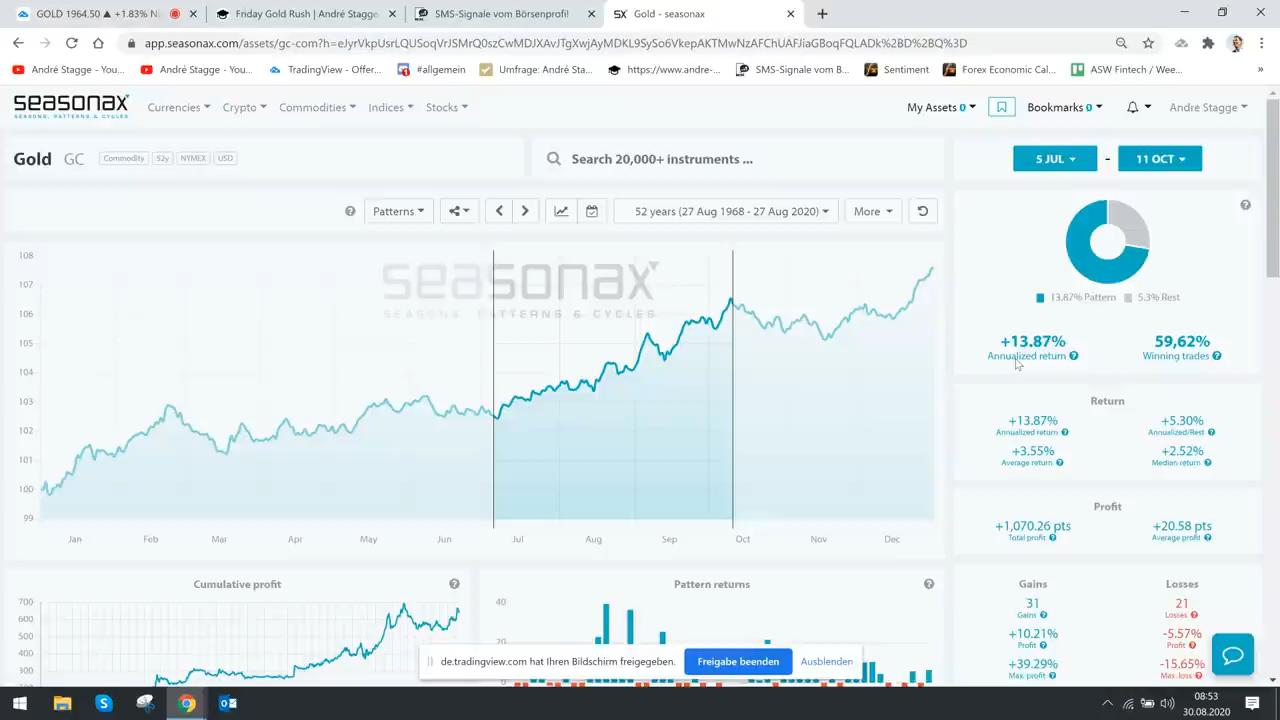 GOLD 1964.50 ▲ +1.83%
Friday Gold Rush | André Stagge
SMS-Signale vom Börsenprofi!
SX Gold - seasonax
app.seasonax.com/assets/gc-com?h=eJyrVkpUsrLQUSoqVrJSMrQ0szCwMDJXAvJTgXwjAyMDKL9SySo6VkepAKTMwNzAFChUAFJiaGBoqFQLADk%2BD%2BQ%3D
André Stagge - You...
André Stagge - You...
TradingView - Offer...
#allgemein
Umfrage: André Sta...
https://www.andre-...
SMS-Signale vom B...
Sentiment
Forex Economic Cal...
ASW Fintech / Wee...
seasonax
SEASONS, PATTERNS & CYCLES
Currencies
Crypto
Commodities
Indices
Stocks
My Assets 0
Bookmarks 0
Andre Stagge
Gold GC
Commodity
52y
NYMEX
USD
Search 20,000+ instruments ...
5 JUL - 11 OCT
Patterns
52 years (27 Aug 1968 - 27 Aug 2020)
More
13.87% Pattern 5.3% Rest
+13.87%
Annualized return
59,62%
Winning trades
Return
+13.87%
Annualized return
+5.30%
Annualized/Rest
+3.55%
Average return
+2.52%
Median return
Profit
+1,070.26 pts
Total profit
+20.58 pts
Average profit
Gains
31
Gains
+10.21%
Profit
+39.29%
Max. profit
Losses
21
Losses
-5.57%
Profit
-15.65%
Max. loss
seasonax
SEASONS, PATTERNS & CYCLES
108
107
106
105
104
103
102
101
100
99
Jan Feb Mar Apr May Jun Jul Aug Sep Oct Nov Dec
Cumulative profit
700
600
500
400
300
Pattern returns
40
20
de.tradingview.com hat Ihren Bildschirm freigegeben.
Freigabe beenden
Ausblenden
08:53
30.08.2020